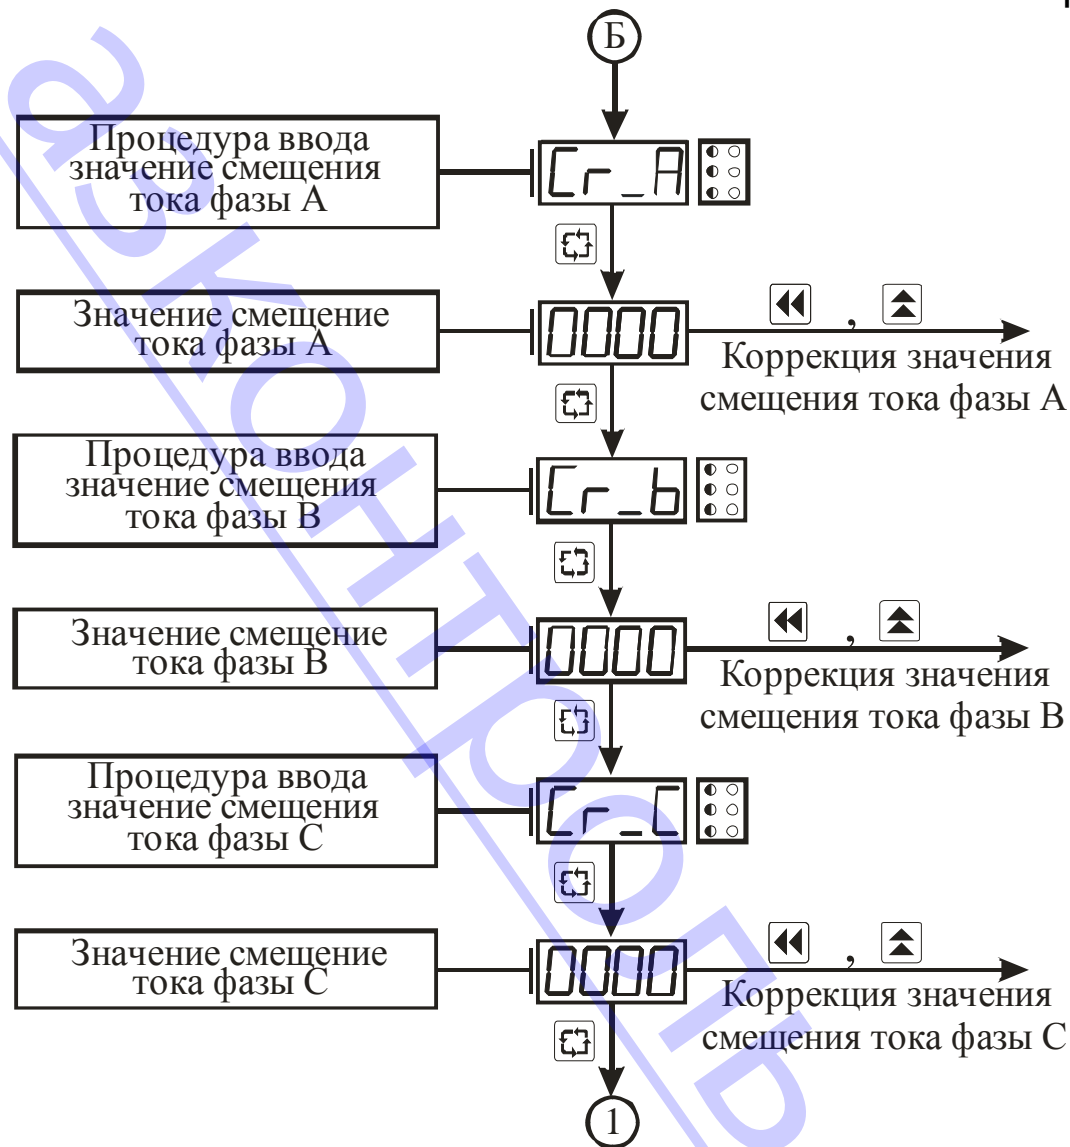 Б
Процедура ввода
значение смещения
тока фазы А
Cr_A
Значение смещение
тока фазы А
0000
,
Коррекция значения
смещения тока фазы А
Процедура ввода
значение смещения
тока фазы В
Cr_b
Значение смещение
тока фазы В
0000
,
Коррекция значения
смещения тока фазы В
Процедура ввода
значение смещения
тока фазы С
Cr_C
Значение смещение
тока фазы С
0000
,
Коррекция значения
смещения тока фазы С
1